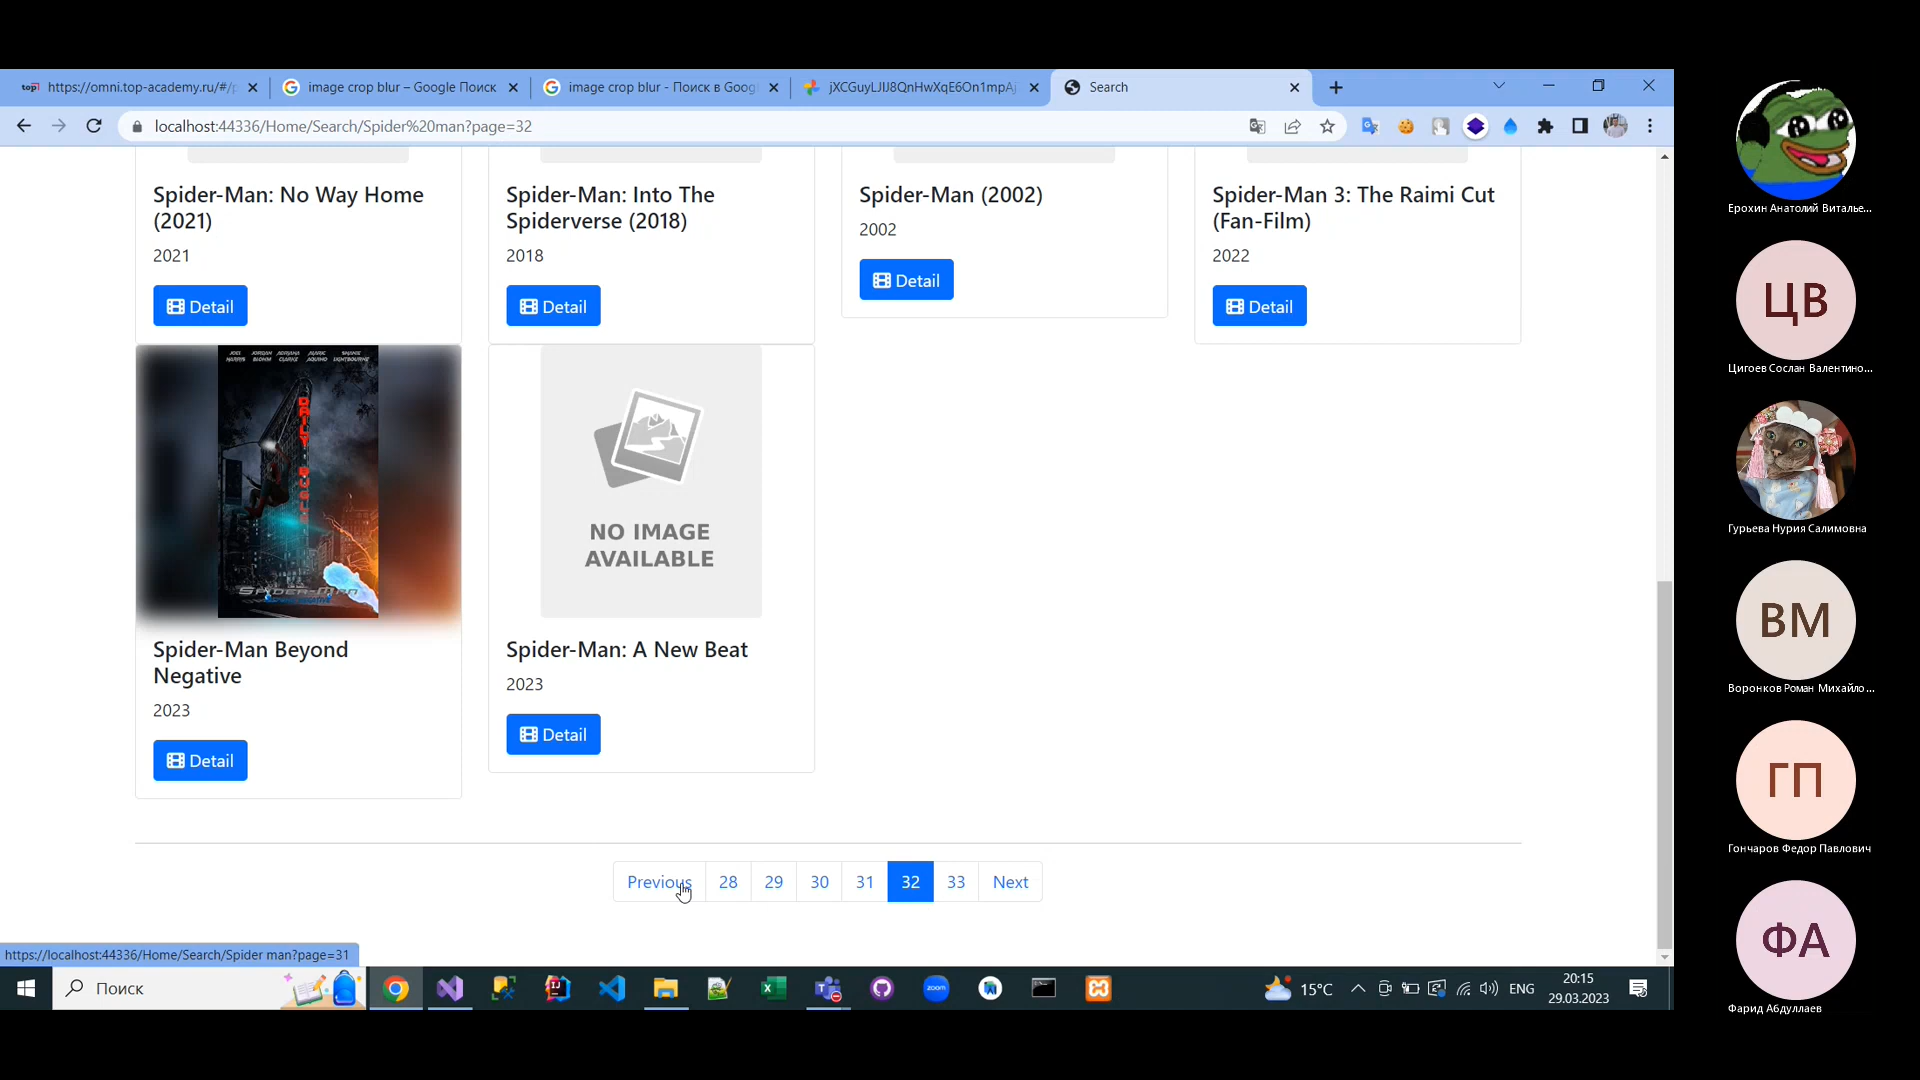 https://omni.top-academy.ru/#/p
image crop blur – Google Поиск
image crop blur - Поиск в Goog
Search
localhost:44336/Home/Search/Spider%20man?page=32
Spider-Man: No Way Home
(2021)
2021
Detail
Spider-Man: Into The
Spiderverse (2018)
2018
Detail
Spider-Man (2002)
2002
Detail
Spider-Man 3: The Raimi Cut
(Fan-Film)
2022
Detail
DAILY BUGLE
SPIDER-MAN
Spider-Man Beyond
Negative
2023
Detail
NO IMAGE
AVAILABLE
Spider-Man: A New Beat
2023
Detail
Previous 28 29 30 31 32 33 Next
https://localhost:44336/Home/Search/Spider man?page=31
Поиск
zoom
15°C
ENG
20:15
29.03.2023
Ерохин Анатолий Виталье...
ЦВ
Цигоев Сослан Валентино...
Гурьева Нурия Салимовна
ВМ
Воронков Роман Михайло...
ГП
Гончаров Федор Павлович
ФА
Фарид Абдуллаев